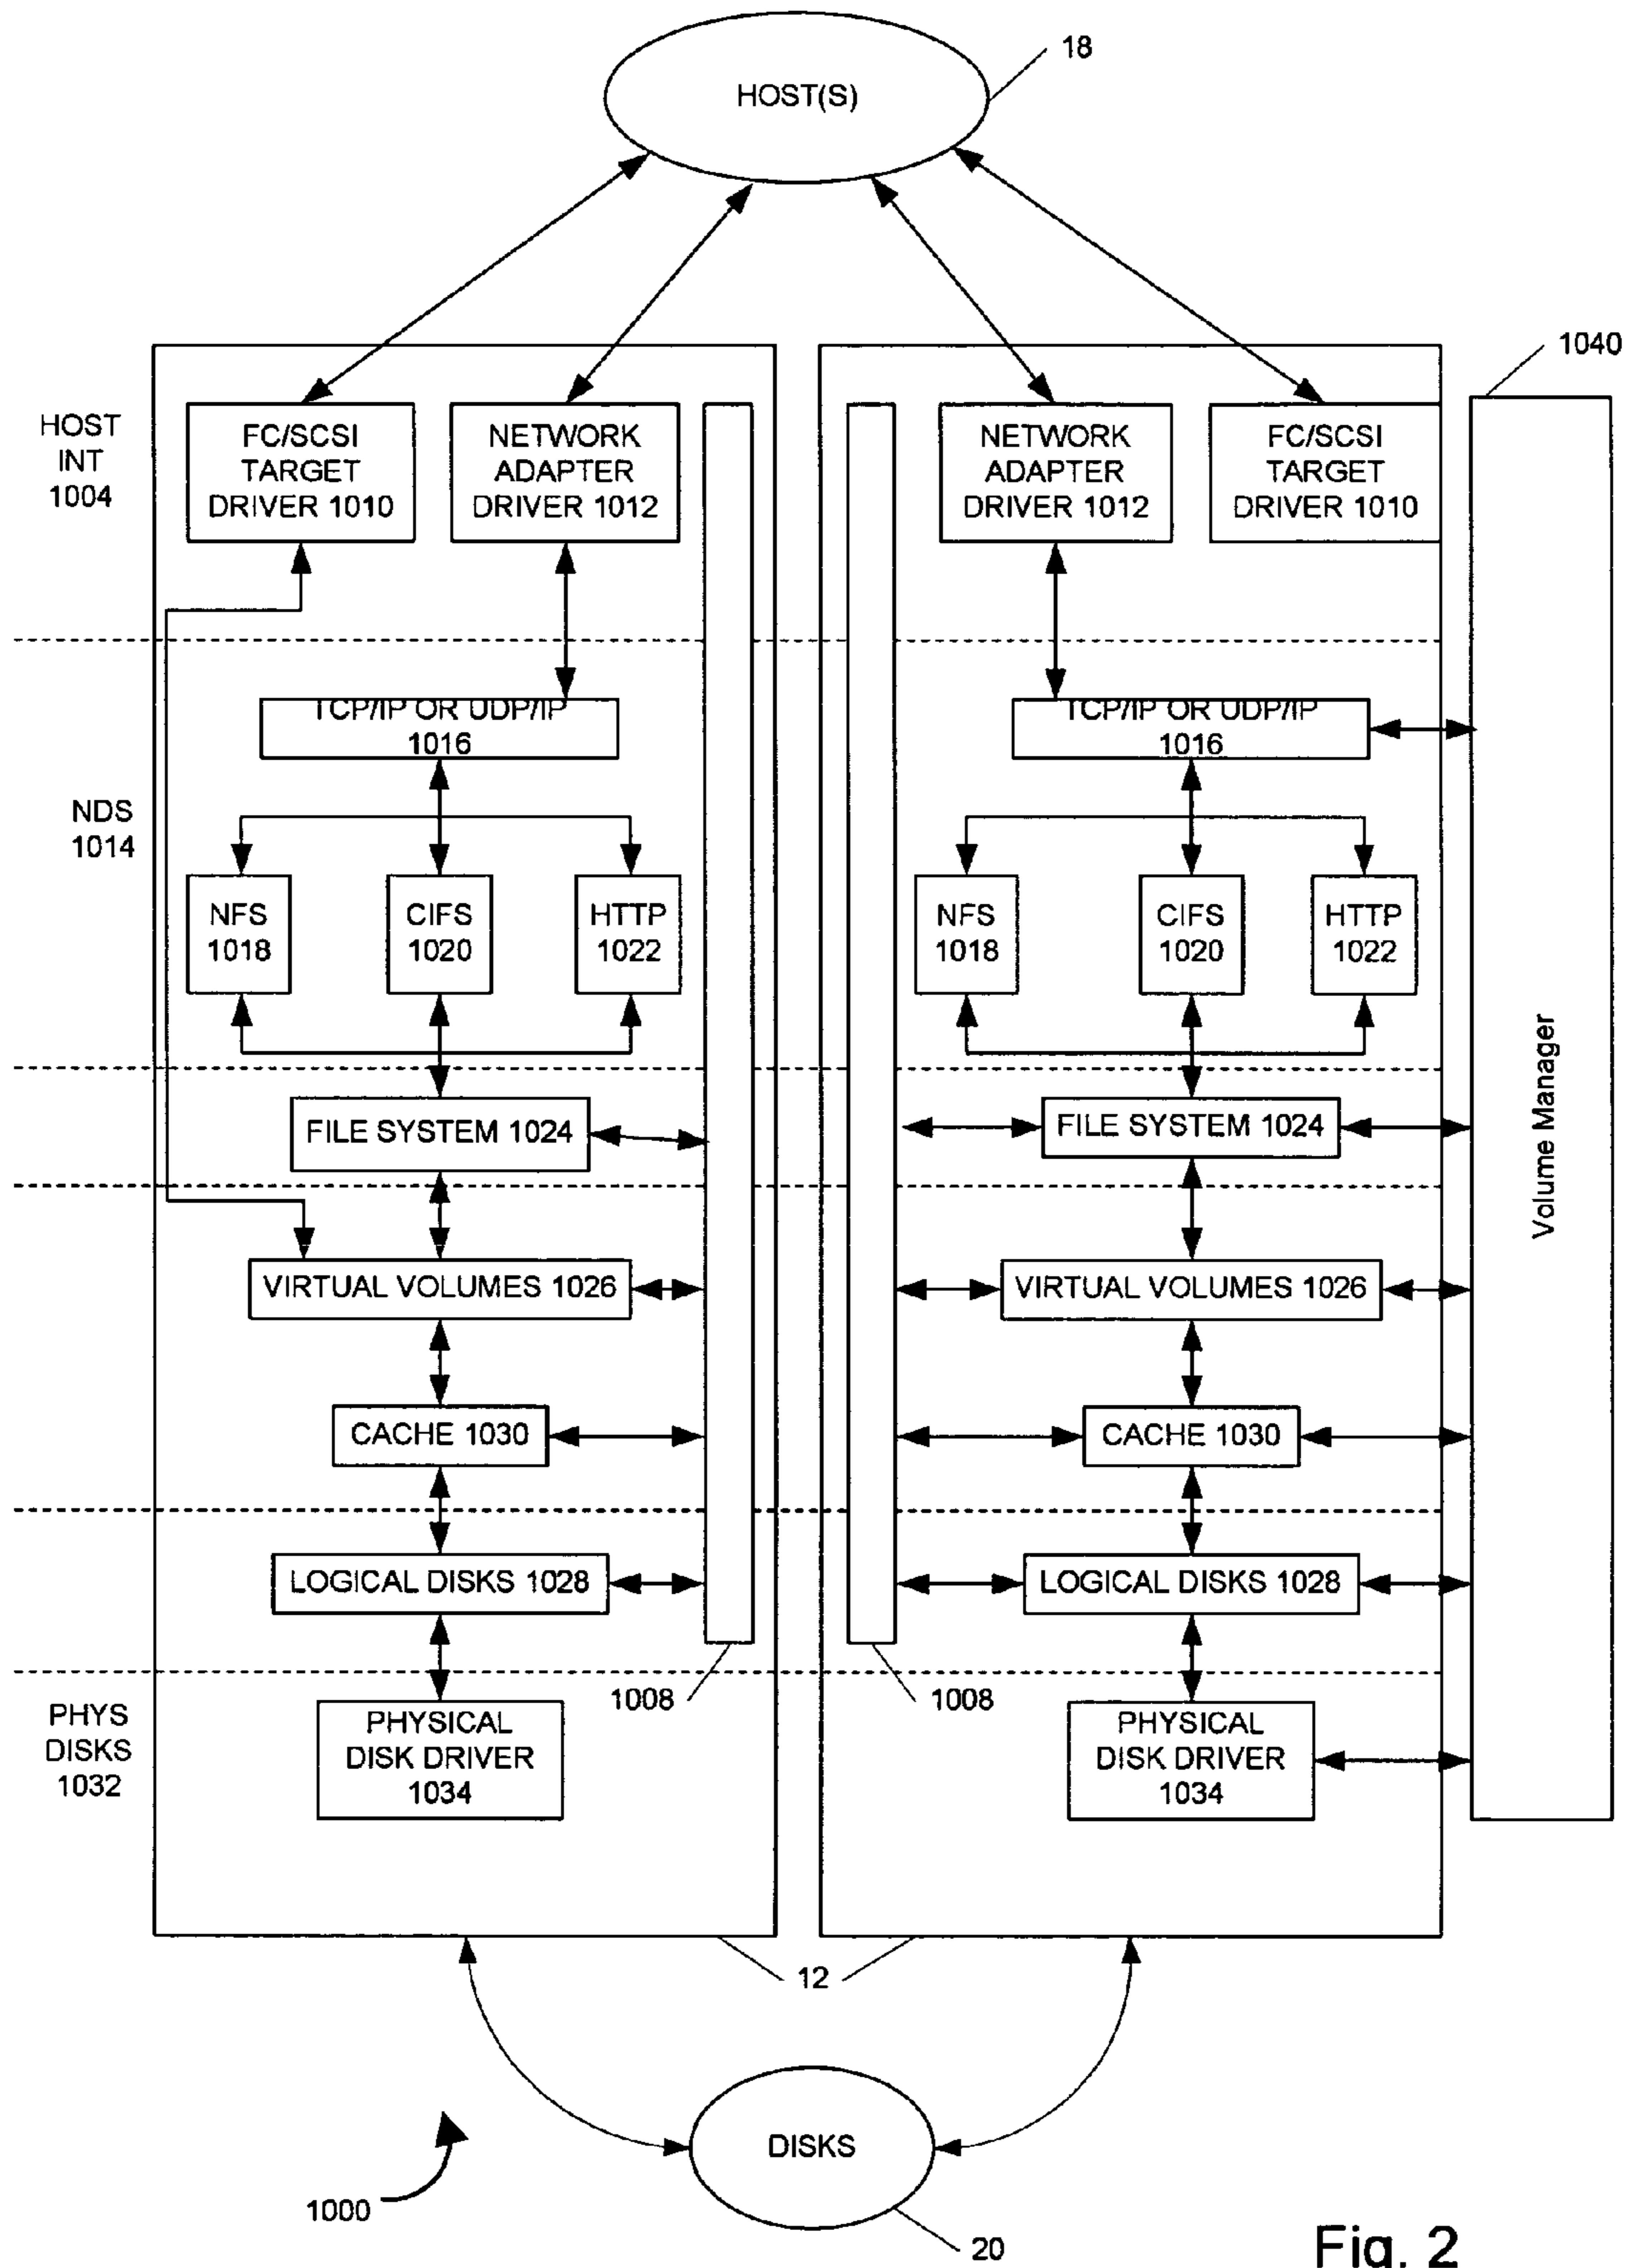 18
HOST(S)
1040
HOST
INT
1004
FC/SCSI
TARGET
DRIVER 1010
NETWORK
ADAPTER
DRIVER 1012
NETWORK
ADAPTER
DRIVER 1012
FC/SCSI
TARGET
DRIVER 1010
TCP/IP OR UDP/IP
1016
TCP/IP OR UDP/IP
1016
NDS
1014
NFS
1018
CIFS
1020
HTTP
1022
NFS
1018
CIFS
1020
HTTP
1022
Volume Manager
FILE SYSTEM 1024
FILE SYSTEM 1024
VIRTUAL VOLUMES 1026
VIRTUAL VOLUMES 1026
CACHE 1030
CACHE 1030
LOGICAL DISKS 1028
LOGICAL DISKS 1028
1008
1008
PHYS
DISKS
1032
PHYSICAL
DISK DRIVER
1034
PHYSICAL
DISK DRIVER
1034
12
DISKS
1000
20
Fig. 2